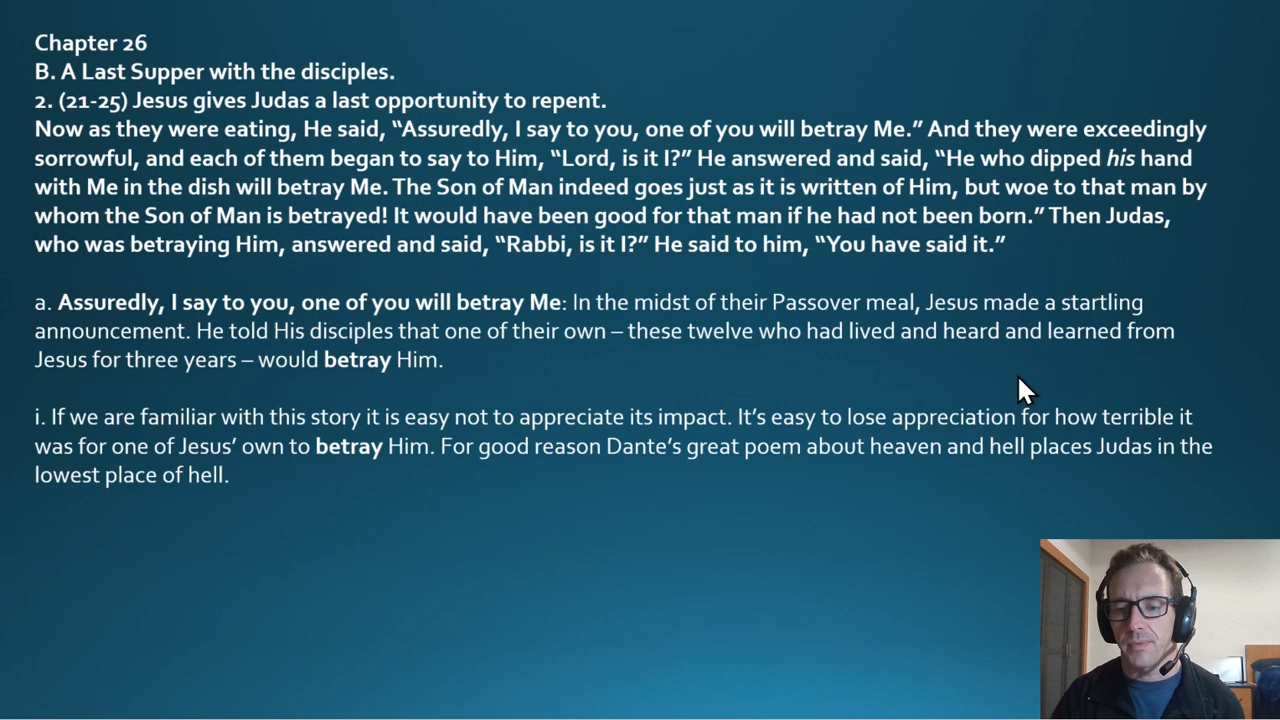 Chapter 26
B. A Last Supper with the disciples.
2. (21-25) Jesus gives Judas a last opportunity to repent.
Now as they were eating, He said, “Assuredly, I say to you, one of you will betray Me.” And they were exceedingly
sorrowful, and each of them began to say to Him, “Lord, is it I?” He answered and said, “He who dipped his hand
with Me in the dish will betray Me. The Son of Man indeed goes just as it is written of Him, but woe to that man by
whom the Son of Man is betrayed! It would have been good for that man if he had not been born.” Then Judas,
who was betraying Him, answered and said, “Rabbi, is it I?” He said to him, “You have said it.”
a. Assuredly, I say to you, one of you will betray Me: In the midst of their Passover meal, Jesus made a startling
announcement. He told His disciples that one of their own – these twelve who had lived and heard and learned from
Jesus for three years – would betray Him.
i. If we are familiar with this story it is easy not to appreciate its impact. It’s easy to lose appreciation for how terrible it
was for one of Jesus’ own to betray Him. For good reason Dante’s great poem about heaven and hell places Judas in the
lowest place of hell.